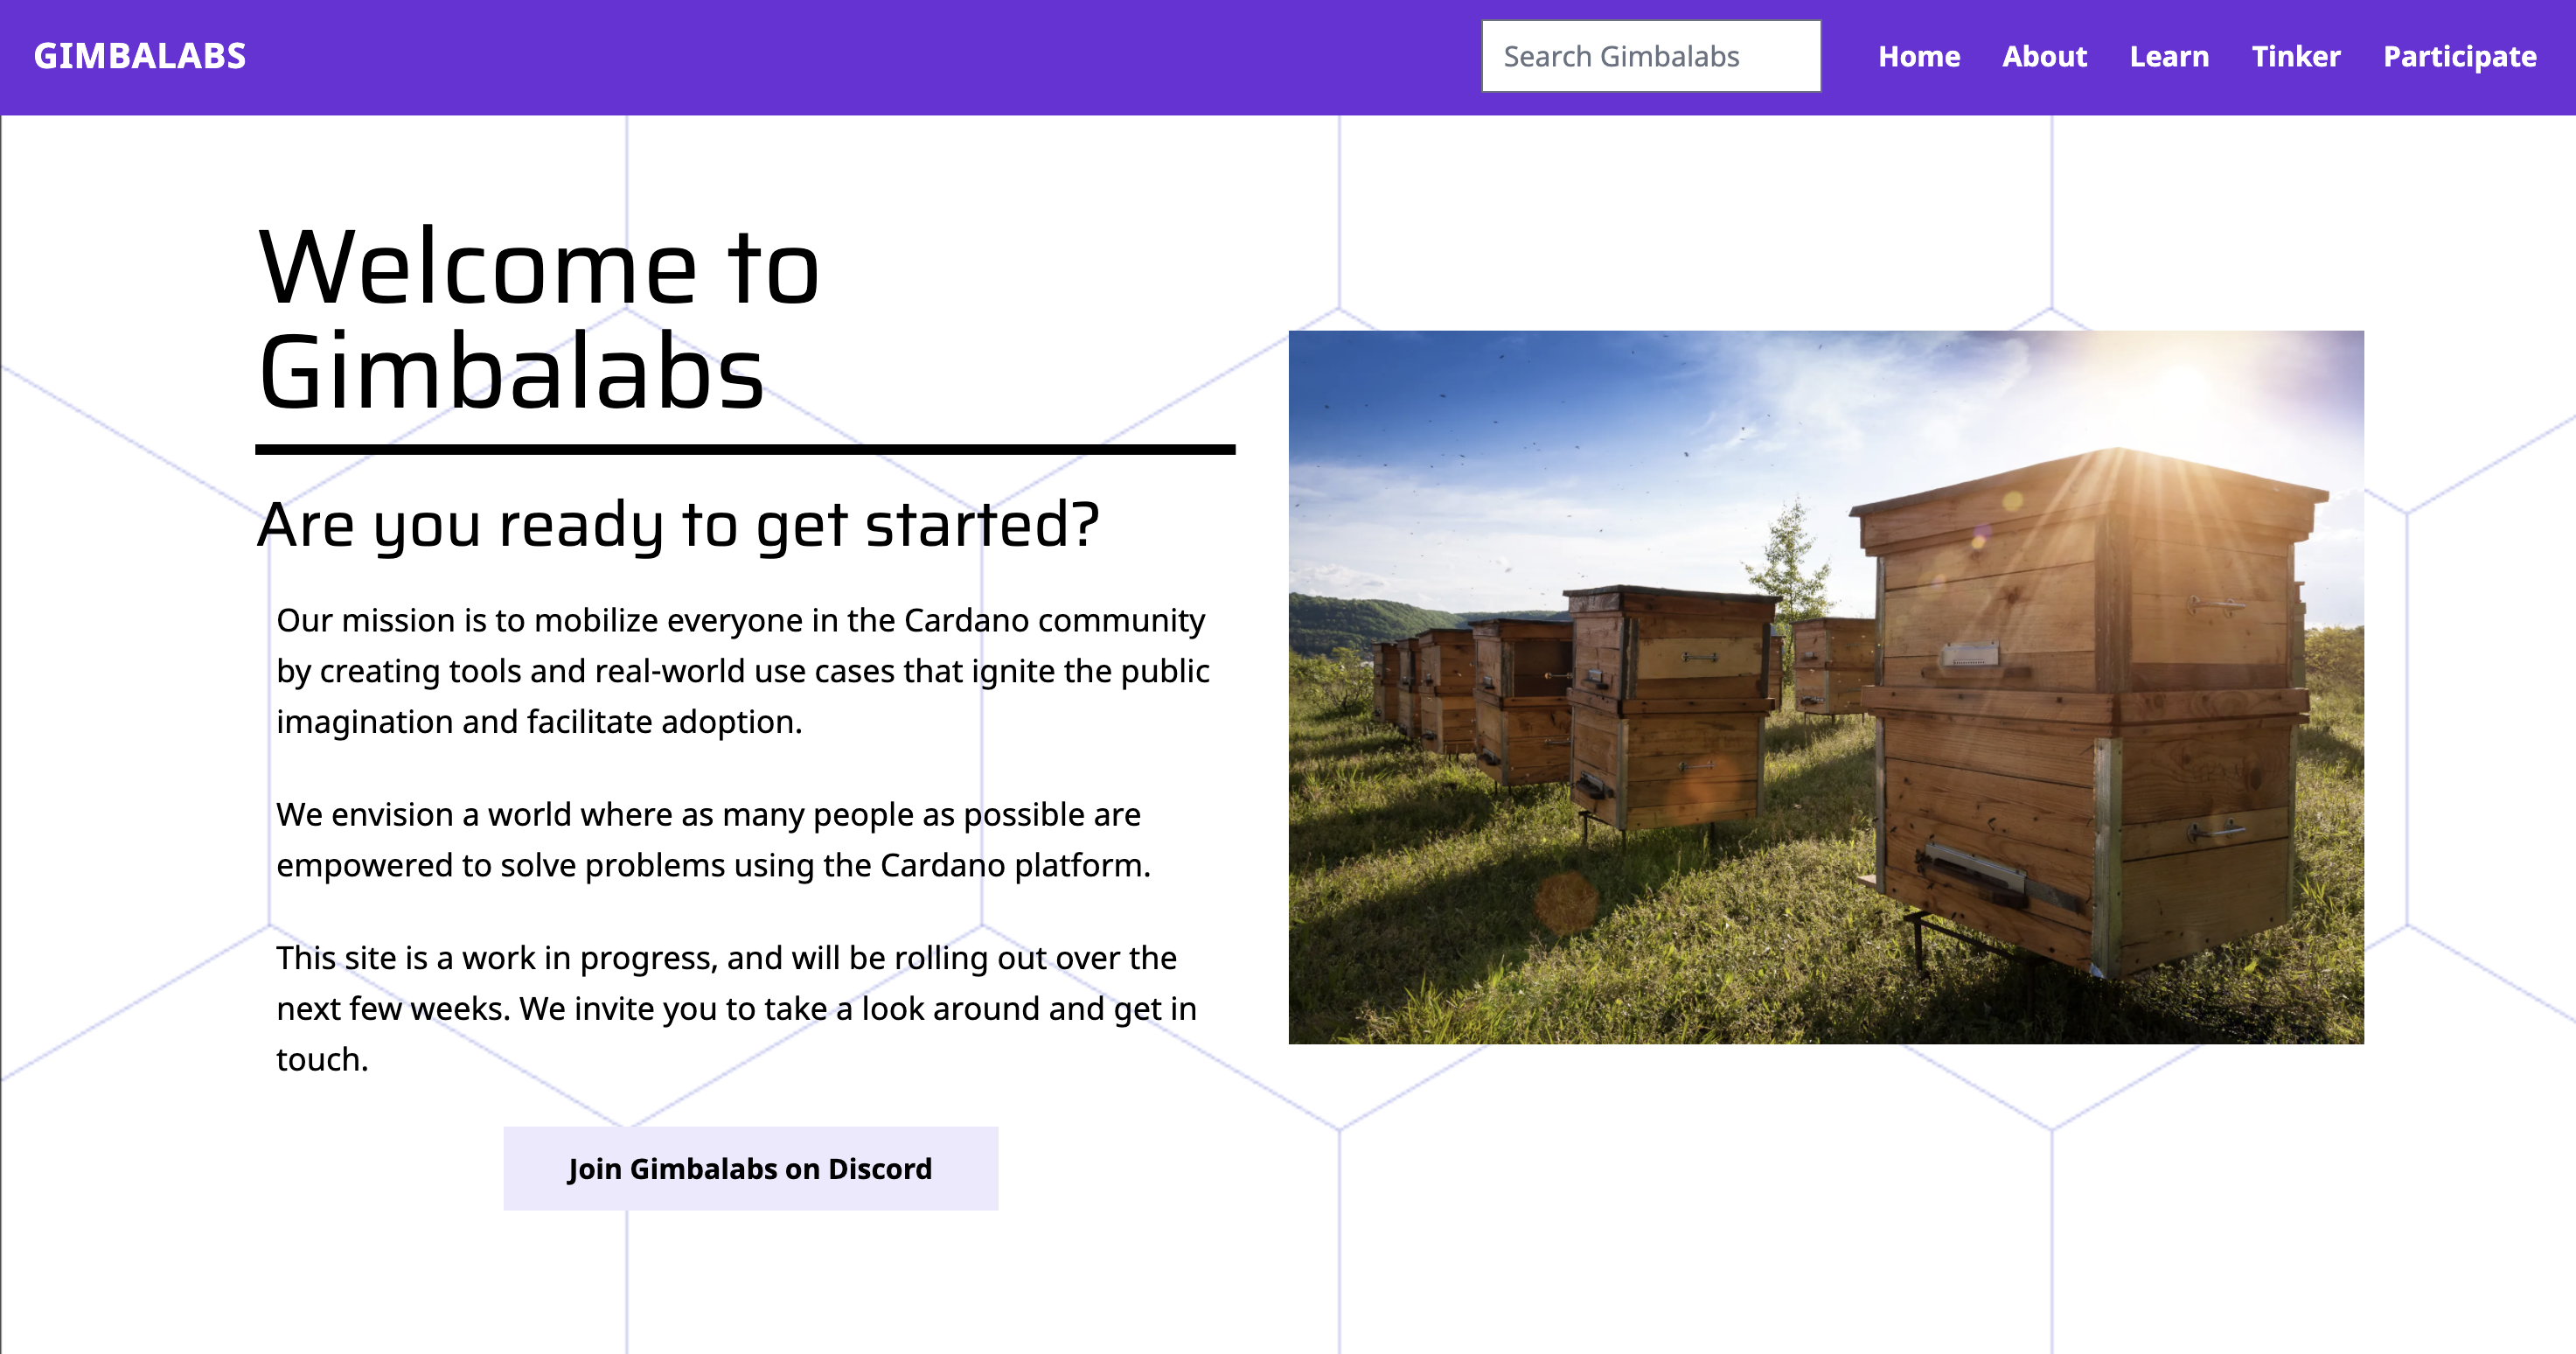 GIMBALABS
Search Gimbalabs
Home About Learn Tinker Participate
Welcome to
Gimbalabs
Are you ready to get started?
Our mission is to mobilize everyone in the Cardano community
by creating tools and real-world use cases that ignite the public
imagination and facilitate adoption.
We envision a world where as many people as possible are
empowered to solve problems using the Cardano platform.
This site is a work in progress, and will be rolling out over the
next few weeks. We invite you to take a look around and get in
touch.
Join Gimbalabs on Discord